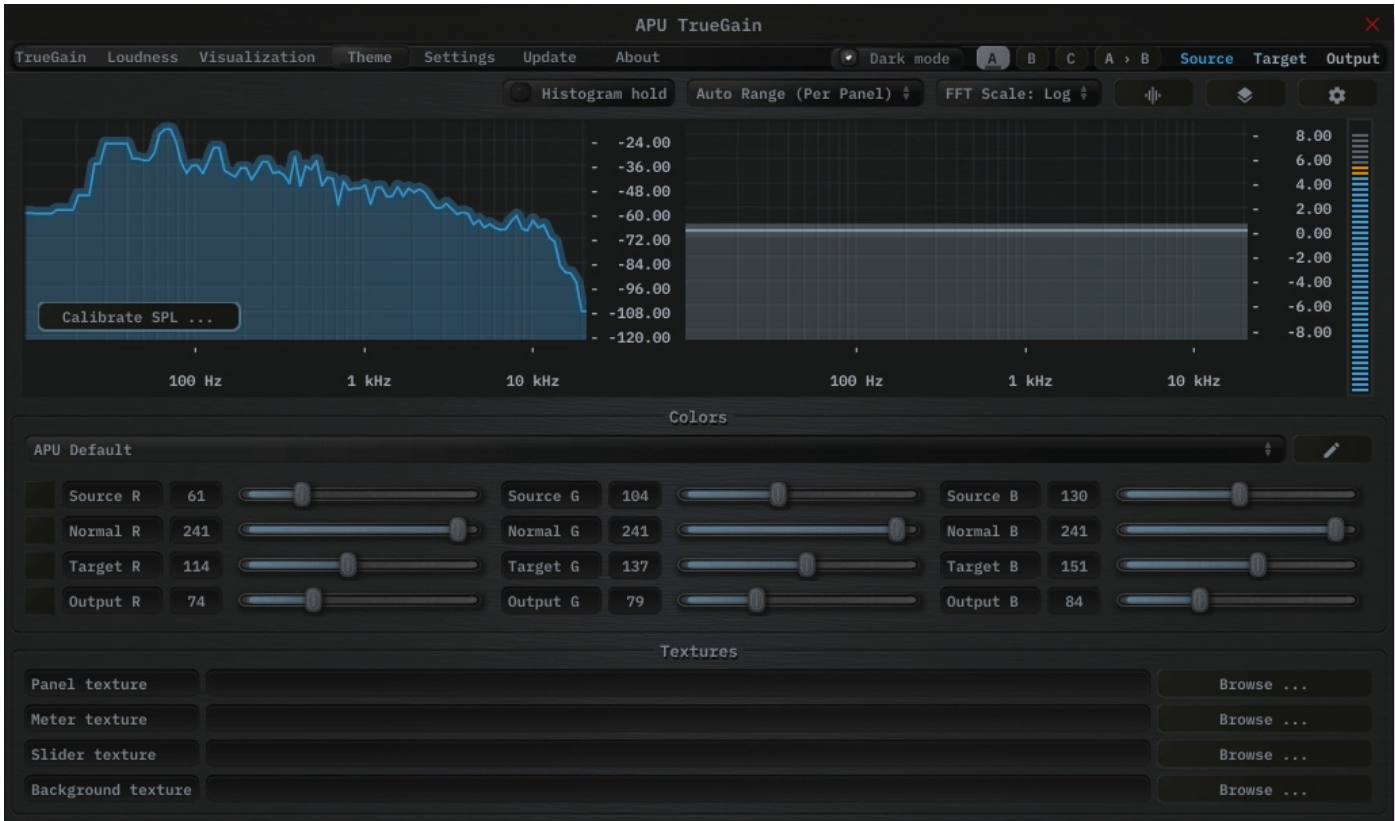 APU TrueGain
TrueGain Loudness Visualization Theme Settings Update About Dark mode A B C A › B Source Target Output
Histogram hold Auto Range (Per Panel) FFT Scale: Log
- -24.00
- -36.00
- -48.00
- -60.00
- -72.00
- -84.00
- -96.00
- -108.00
- -120.00
Calibrate SPL ...
100 Hz 1 kHz 10 kHz
- 8.00
- 6.00
- 4.00
- 2.00
- 0.00
- -2.00
- -4.00
- -6.00
- -8.00
100 Hz 1 kHz 10 kHz
Colors
APU Default
Source R 61 Source G 104 Source B 130
Normal R 241 Normal G 241 Normal B 241
Target R 114 Target G 137 Target B 151
Output R 74 Output G 79 Output B 84
Textures
Panel texture Browse ...
Meter texture Browse ...
Slider texture Browse ...
Background texture Browse ...